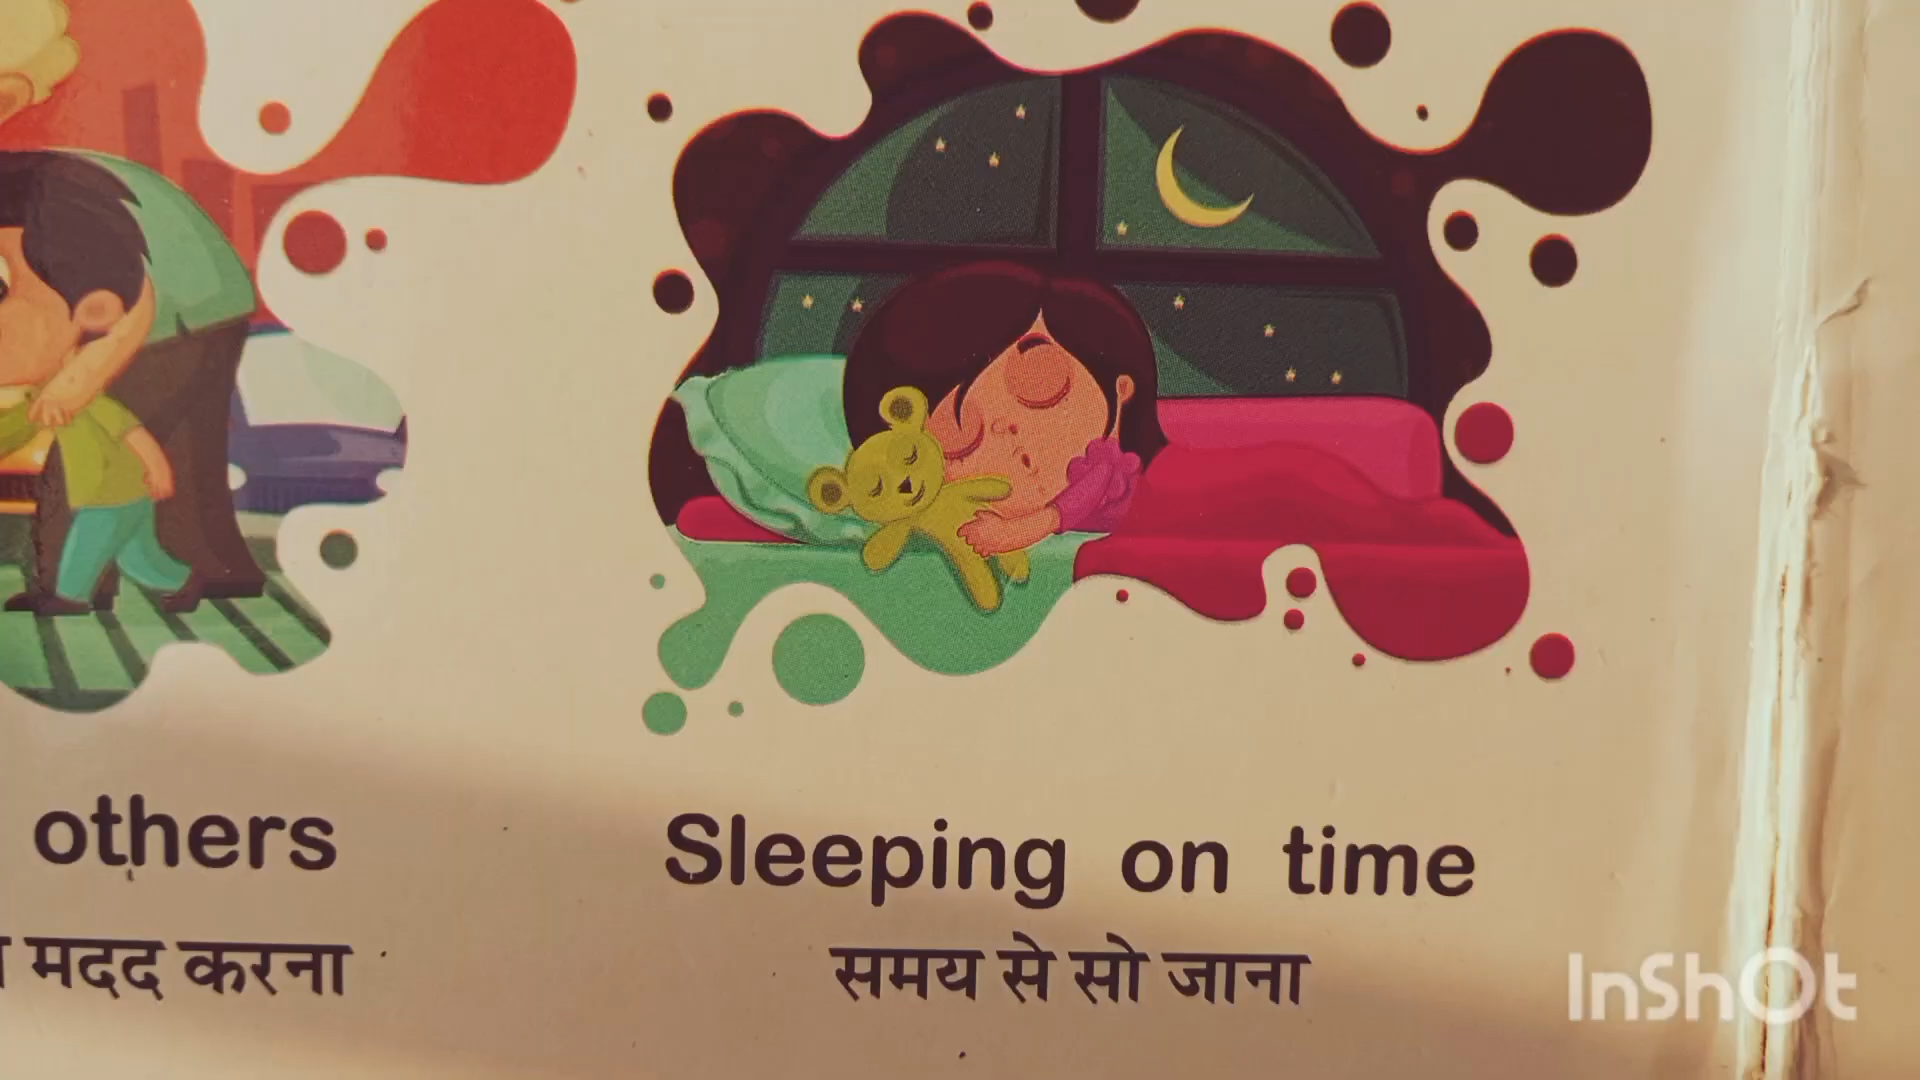 others
मदद करना
Sleeping on time
समय से सो जाना
InShOt